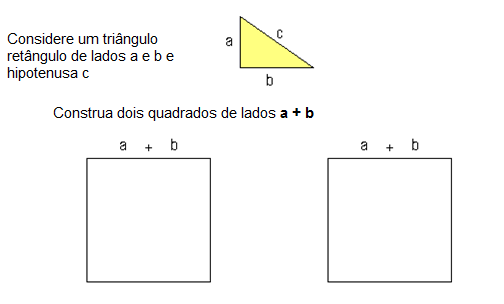 Considere um triângulo
retângulo de lados a e b e
hipotenusa c
a
c
b
Construa dois quadrados de lados a + b
a + b
a + b